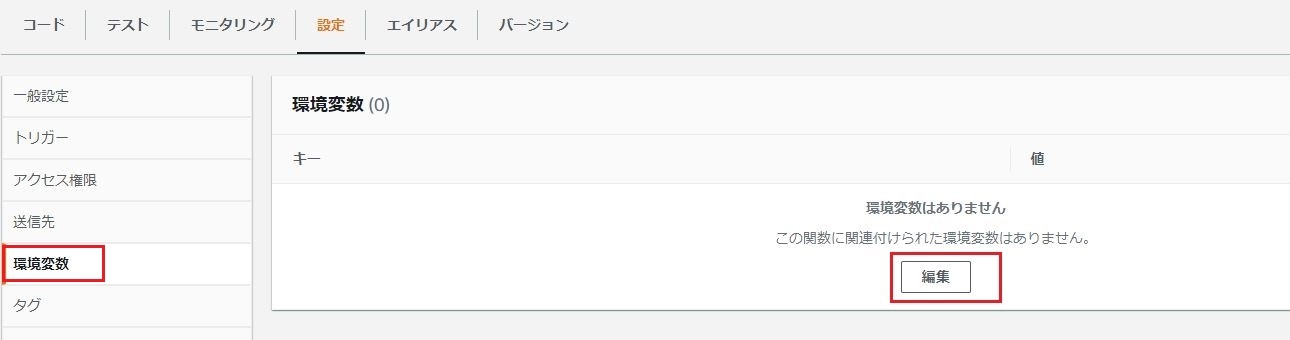 コード テスト モニタリング 設定 エイリアス バージョン
一般設定
トリガー
アクセス権限
送信先
環境変数
タグ
環境変数 (0)
キー 値
環境変数はありません
この関数に関連付けられた環境変数はありません。
編集